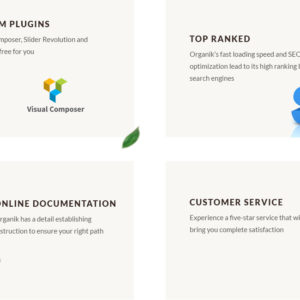 M PLUGINS
mposer, Slider Revolution and
free for you
Visual Composer
TOP RANKED
Organik's fast loading speed and SEO
optimization lead to its high ranking
search engines
ONLINE DOCUMENTATION
rganik has a detail establishing
struction to ensure your right path
CUSTOMER SERVICE
Experience a five-star service that wi
bring you complete satisfaction